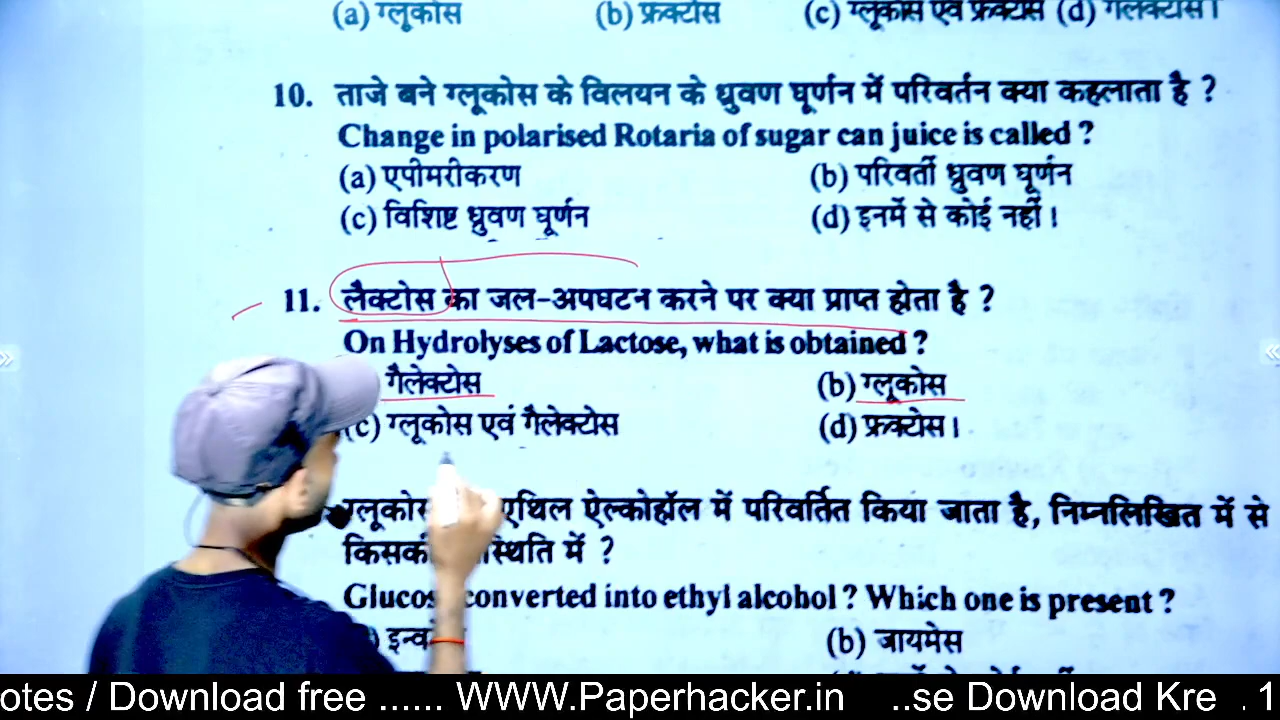 (a) ग्लूकोस (b) फ्रक्टोस (c) ग्लूकोस एवं फ्रक्टोस (d) गैलेक्टोस।
10. ताजे बने ग्लूकोस के विलयन के ध्रुवण घूर्णन में परिवर्तन क्या कहलाता है ?
Change in polarised Rotaria of sugar can juice is called ?
(a) एपीमरीकरण (b) परिवर्ती ध्रुवण घूर्णन
(c) विशिष्ट ध्रुवण घूर्णन (d) इनमें से कोई नहीं।
11. लैक्टोस का जल-अपघटन करने पर क्या प्राप्त होता है ?
On Hydrolyses of Lactose, what is obtained ?
गैलेक्टोस (b) ग्लूकोस
(c) ग्लूकोस एवं गैलेक्टोस (d) फ्रक्टोस।
एथिल ऐल्कोहॉल में परिवर्तित किया जाता है, निम्नलिखित में से
में ?
converted into ethyl alcohol ? Which one is present ?
(b) जायमेस
otes / Download free ...... WWW.Paperhacker.in ..se Download Kre . 1